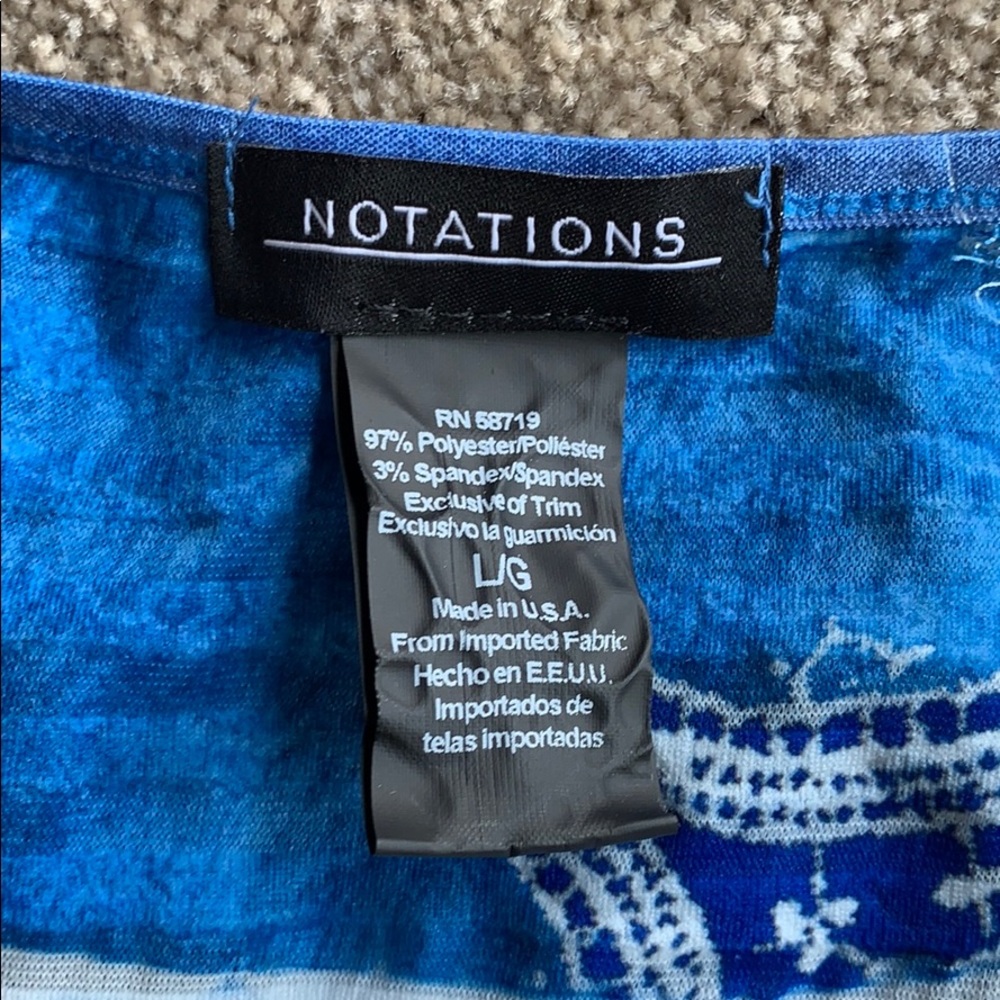 NOTATIONS
RN 58719
97% Polyester/Poliéster
3% Spandex/Spandex
Exclusive of Trim
Exclusivo la guarmición
L/G
Made in U.S.A.
From Imported Fabric
Hecho en E.E.U.U.
Importados de
telas importadas